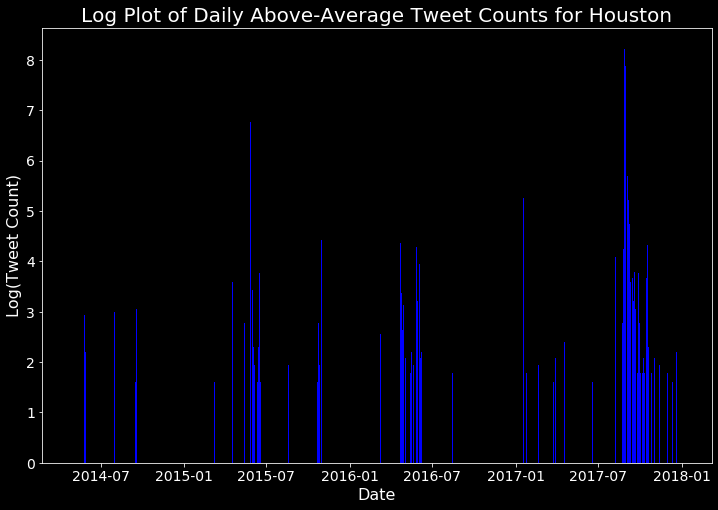 Log Plot of Daily Above-Average Tweet Counts for Houston
Log(Tweet Count)
8
7
6
5
4
3
2
1
0
2014-07 2015-01 2015-07 2016-01 2016-07 2017-01 2017-07 2018-01
Date